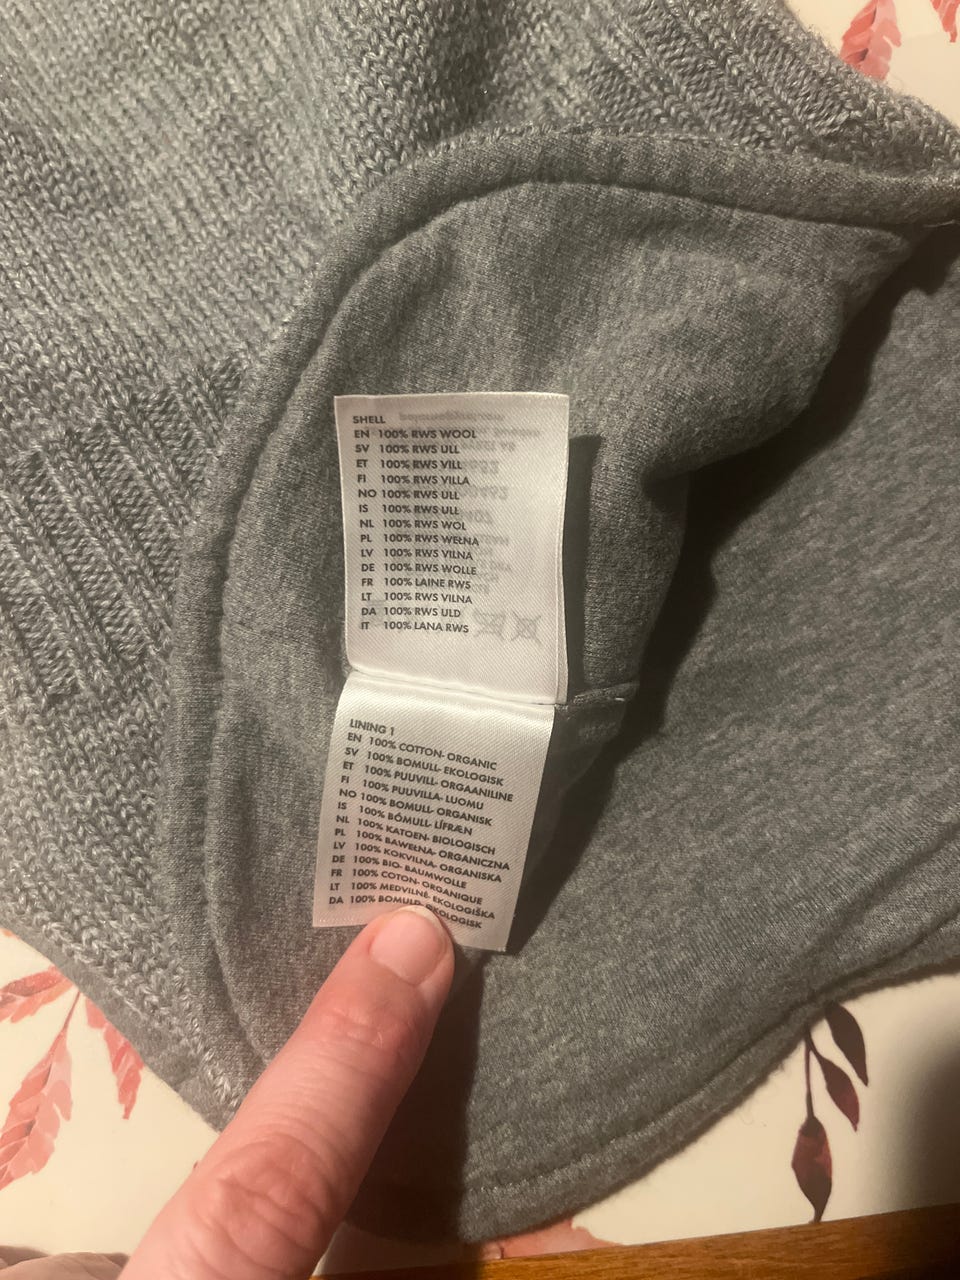 SHELL
EN 100% RWS WOOL
SV 100% RWS ULL
ET 100% RWS VILL
FI 100% RWS VILLA
NO 100% RWS ULL
IS 100% RWS ULL
NL 100% RWS WOL
PL 100% RWS WEŁNA
LV 100% RWS VILNA
DE 100% RWS WOLLE
FR 100% LAINE RWS
LT 100% RWS VILNA
DA 100% RWS ULD
IT 100% LANA RWS
LINING 1
EN 100% COTTON- ORGANIC
SV 100% BOMULL- EKOLOGISK
ET 100% PUUVILL- ORGAANILINE
FI 100% PUUVILLA- LUOMU
NO 100% BOMULL- ORGANISK
IS 100% BÓMULL- LÍFRÆN
NL 100% KATOEN- BIOLOGISCH
PL 100% BAWEŁNA- ORGANICZNA
LV 100% KOKVILNA- ORGANISKA
DE 100% BIO- BAUMWOLLE
FR 100% COTON- ORGANIQUE
LT 100% MEDVILNĖ- EKOLOGIŠKA
DA 100% BOMULD- ØKOLOGISK